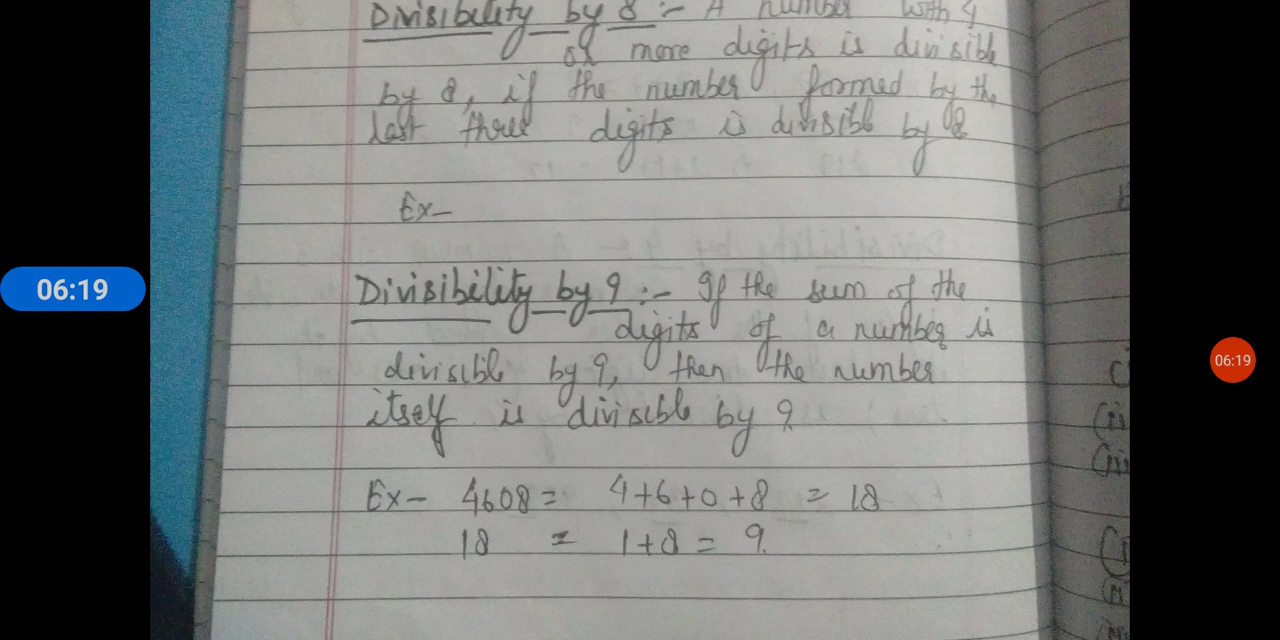 Divisibility by 8 :- A number with 4
or more digits is divisible
by 8, if the number formed by the
last three digits is divisible by 8
Ex-
Divisibility by 9 :- If the sum of the
digits of a number is
divisible by 9, then the number
itself is divisible by 9.
Ex- 4608 = 4+6+0+8 = 18
18 = 1+8 = 9.
06:19
06:19